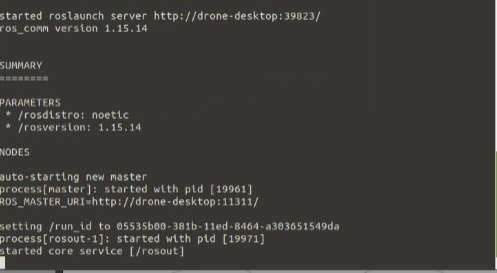 started roslaunch server http://drone-desktop:39823/
ros_comm version 1.15.14
SUMMARY
========
PARAMETERS
* /rosdistro: noetic
* /rosversion: 1.15.14
NODES
auto-starting new master
process[master]: started with pid [19961]
ROS_MASTER_URI=http://drone-desktop:11311/
setting /run_id to 05535b00-381b-11ed-8464-a303651549da
process[rosout-1]: started with pid [19971]
started core service [/rosout]